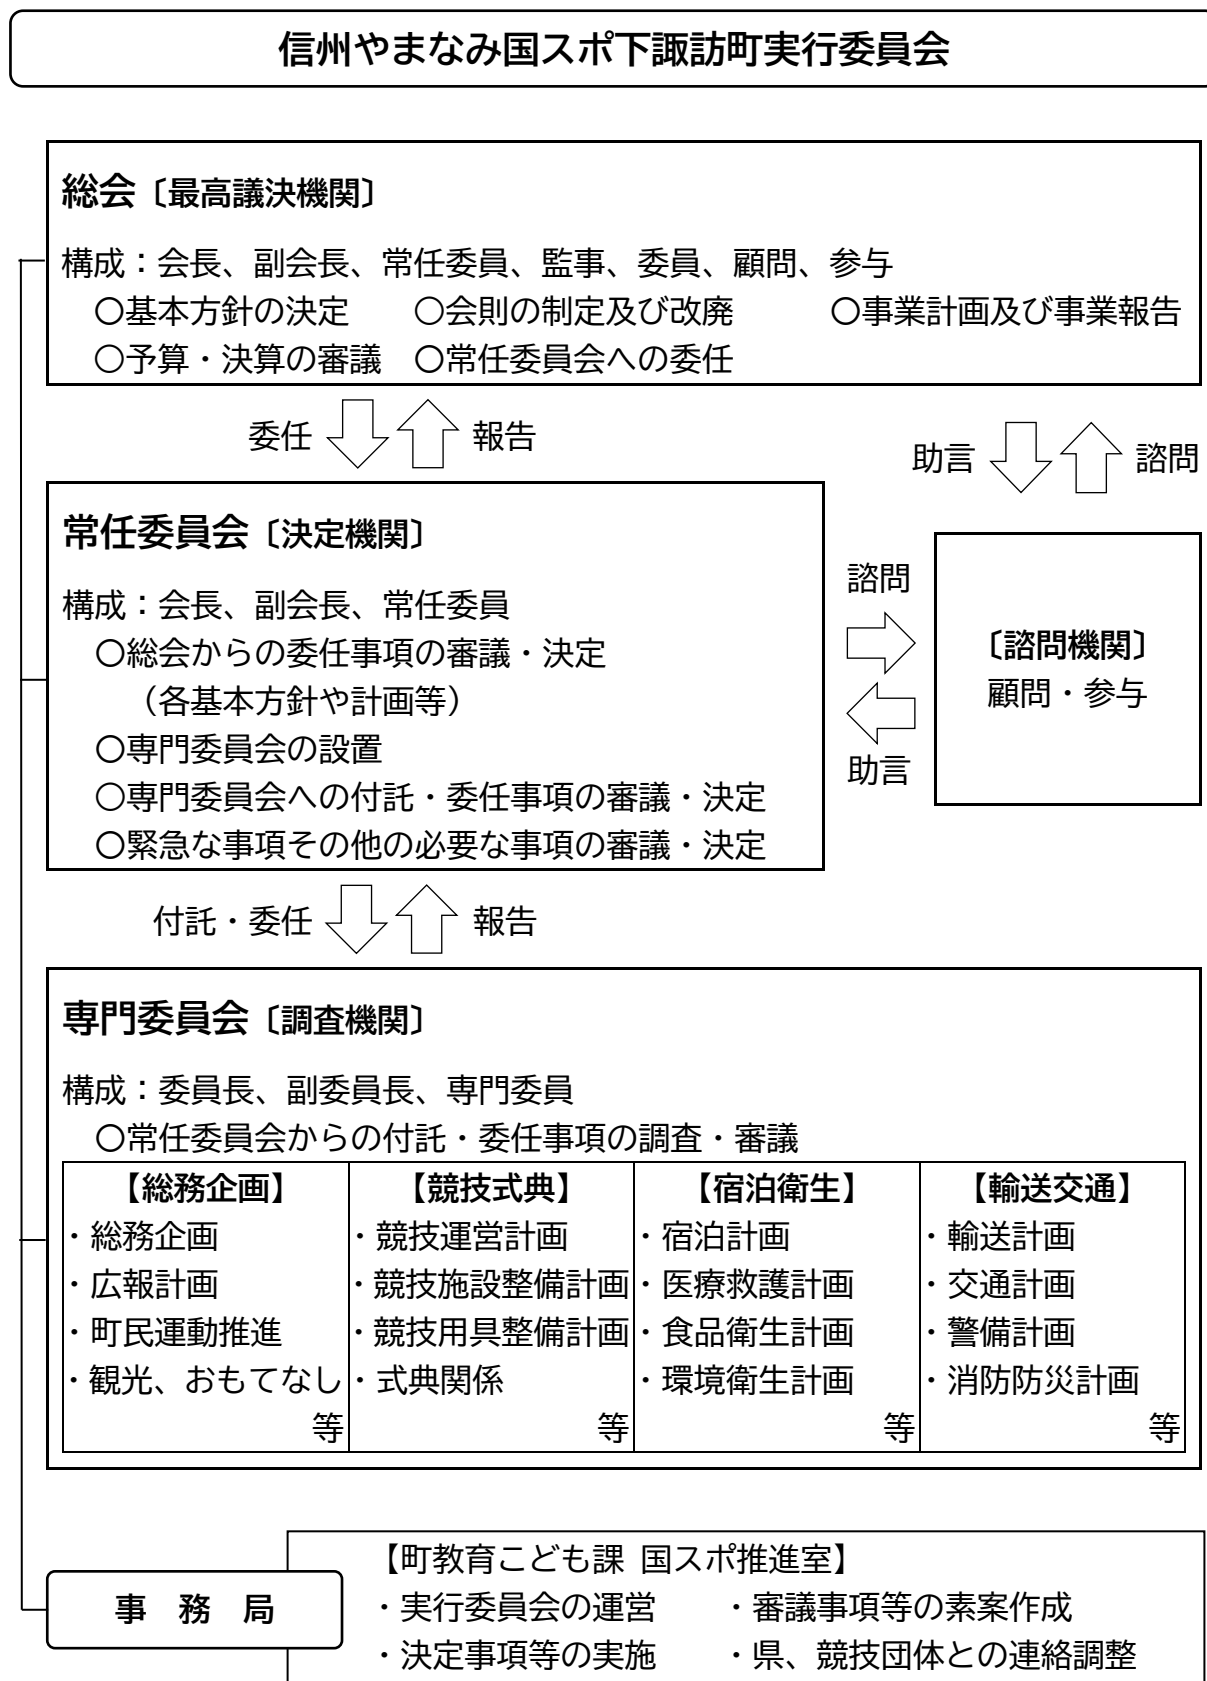 信州やまなみ国スポ下諏訪町実行委員会
総会〔最高議決機関〕
構成：会長、副会長、常任委員、監事、委員、顧問、参与
〇基本方針の決定　〇会則の制定及び改廃　〇事業計画及び事業報告
〇予算・決算の審議　〇常任委員会への委任
委任　報告
助言　諮問
常任委員会〔決定機関〕
構成：会長、副会長、常任委員
〇総会からの委任事項の審議・決定
（各基本方針や計画等）
〇専門委員会の設置
〇専門委員会への付託・委任事項の審議・決定
〇緊急な事項その他の必要な事項の審議・決定
諮問
助言
〔諮問機関〕
顧問・参与
付託・委任　報告
専門委員会〔調査機関〕
構成：委員長、副委員長、専門委員
〇常任委員会からの付託・委任事項の調査・審議
【総務企画】
・総務企画
・広報計画
・町民運動推進
・観光、おもてなし
等
【競技式典】
・競技運営計画
・競技施設整備計画
・競技用具整備計画
・式典関係
等
【宿泊衛生】
・宿泊計画
・医療救護計画
・食品衛生計画
・環境衛生計画
等
【輸送交通】
・輸送計画
・交通計画
・警備計画
・消防防災計画
等
事　務　局
【町教育こども課 国スポ推進室】
・実行委員会の運営　・審議事項等の素案作成
・決定事項等の実施　・県、競技団体との連絡調整